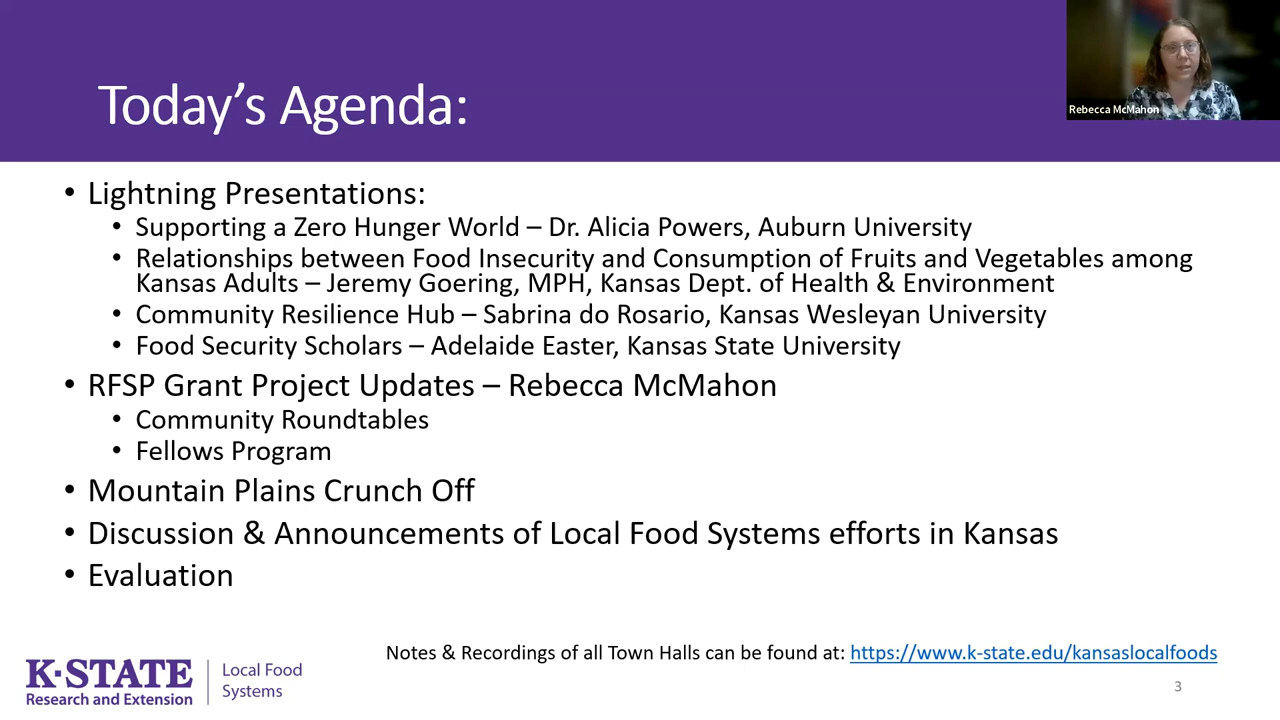 Today's Agenda:
Rebecca McMahon
• Lightning Presentations:
• Supporting a Zero Hunger World – Dr. Alicia Powers, Auburn University
• Relationships between Food Insecurity and Consumption of Fruits and Vegetables among
Kansas Adults – Jeremy Goering, MPH, Kansas Dept. of Health & Environment
• Community Resilience Hub – Sabrina do Rosario, Kansas Wesleyan University
• Food Security Scholars – Adelaide Easter, Kansas State University
• RFSP Grant Project Updates – Rebecca McMahon
• Community Roundtables
• Fellows Program
• Mountain Plains Crunch Off
• Discussion & Announcements of Local Food Systems efforts in Kansas
• Evaluation
Notes & Recordings of all Town Halls can be found at: https://www.k-state.edu/kansaslocalfoods
K·STATE
Research and Extension
Local Food
Systems
3